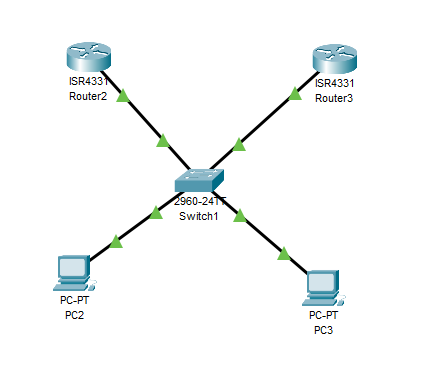 ISR4331
Router2
ISR4331
Router3
2960-24TT
Switch1
PC-PT
PC2
PC-PT
PC3